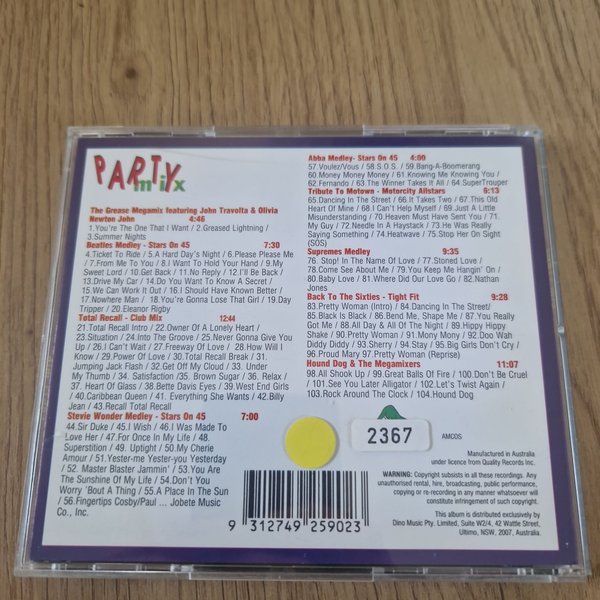 PARTY
mix
The Grease Megamix featuring John Travolta & Olivia
Newton John 4:46
1.You're The One That I Want / 2.Greased Lightning /
3.Summer Nights
Beatles Medley - Stars On 45 7:30
4.Ticket To Ride / 5.A Hard Day's Night / 6.Please Please Me
/ 7.From Me To You / 8.I Want To Hold Your Hand / 9.My
Sweet Lord / 10.Get Back / 11.No Reply / 12.I'll Be Back /
13.Drive My Car / 14.Do You Want To Know A Secret /
15.We Can Work It Out / 16.I Should Have Known Better /
17.Nowhere Man / 18.You're Gonna Lose That Girl / 19.Day
Tripper / 20.Eleanor Rigby
Total Recall - Club Mix 12:44
21.Total Recall Intro / 22.Owner Of A Lonely Heart /
23.Situation / 24.Into The Groove / 25.Never Gonna Give You
Up / 26.I Can't Wait / 27.Freeway Of Love / 28.How Will I
Know / 29.Power Of Love / 30.Total Recall Break / 31.
Jumping Jack Flash / 32.Get Off My Cloud / 33. Under
My Thumb / 34. Satisfaction /35. Brown Sugar / 36. Relax /
37. Heart Of Glass / 38.Bette Davis Eyes / 39.West End Girls
/ 40.Caribbean Queen / 41. Everything She Wants / 42.Billy
Jean / 43.Recall Total Recall
Stevie Wonder Medley - Stars On 45 7:00
44.Sir Duke / 45.I Wish / 46.I Was Made To
Love Her / 47.For Once In My Life / 48.
Superstition / 49. Uptight / 50.My Cherie
Amour / 51.Yester-me Yester-you Yesterday
/ 52. Master Blaster Jammin' / 53.You Are
The Sunshine Of My Life / 54.Don't You
Worry 'Bout A Thing / 55.A Place In The Sun /
56.Fingertips Cosby/Paul ... Jobete Music
Co., Inc.
Abba Medley- Stars On 45 4:00
57.Voulez/Vous / 58.S.O.S. / 59.Bang-A-Boomerang
60.Money Money Money / 61.Knowing Me Knowing You
/ 62.Fernando / 63.The Winner Takes It All / 64.SuperTrouper
Tribute To Motown - Motorcity Allstars 6:13
65.Dancing In The Street / 66.It Takes Two / 67.This Old
Heart Of Mine / 68.I Can't Help Myself / 69.Just A Little
Misunderstanding / 70.Heaven Must Have Sent You / 71.
My Guy / 72.Needle In A Haystack / 73.He Was Really
Saying Something / 74.Heatwave / 75.Stop Her On Sight
(SOS)
Supremes Medley 9:35
76. Stop! In The Name Of Love / 77.Stoned Love /
78.Come See About Me / 79.You Keep Me Hangin' On /
80.Baby Love / 81.Where Did Our Love Go / 82.Nathan
Jones
Back To The Sixties - Tight Fit 9:28
83.Pretty Woman (Intro) / 84. Dancing In The Street/
85.Black Is Black / 86.Bend Me, Shape Me / 87.You Really
Got Me / 88.All Day & All Of The Night / 89.Hippy Hippy
Shake / 90.Pretty Woman / 91.Mony Mony / 92.Doo Wah
Diddy Diddy / 93.Sherry / 94.Stay / 95.Big Girls Don't Cry /
96.Proud Mary / 97.Pretty Woman (Reprise)
Hound Dog & The Megamixers 11:07
98.All Shook Up / 99.Great Balls Of Fire / 100.Don't Be Cruel
/ 101.See You Later Alligator / 102.Let's Twist Again /
103.Rock Around The Clock / 104.Hound Dog
2367
AMCOS
Manufactured in Australia
under licence from Quality Records Inc.
WARNING: Copyright subsists in all these recordings. Any
unauthorised rental, hire, broadcasting, public performance,
copying or re-recording in any manner whatsoever will
constitute infringement of such copyright.
This album is distributed exclusively by
Dino Music Pty. Limited, Suite W2/4, 42 Wattle Street,
Ultimo, NSW, 2007, Australia.
9 312749 259023